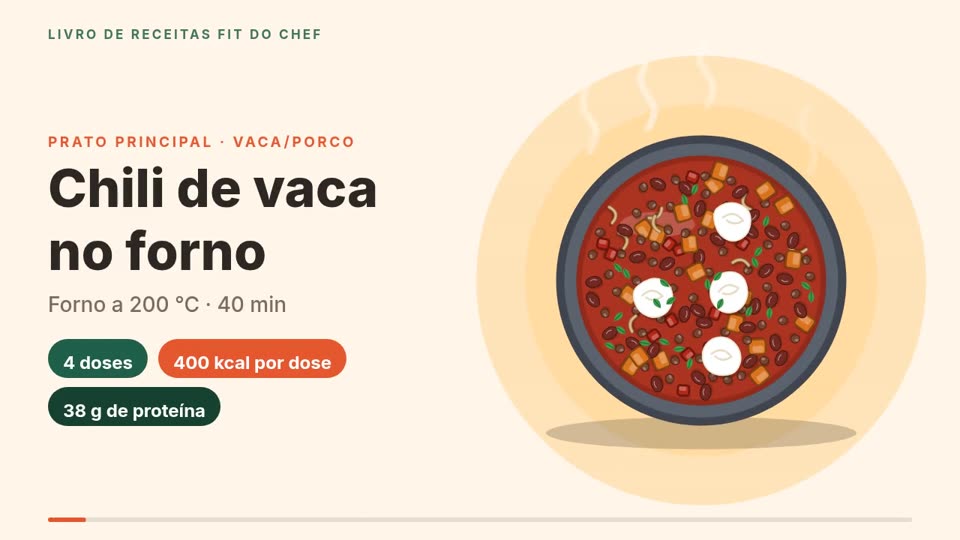 LIVRO DE RECEITAS FIT DO CHEF
PRATO PRINCIPAL · VACA/PORCO
Chili de vaca
no forno
Forno a 200 °C · 40 min
4 doses
400 kcal por dose
38 g de proteína